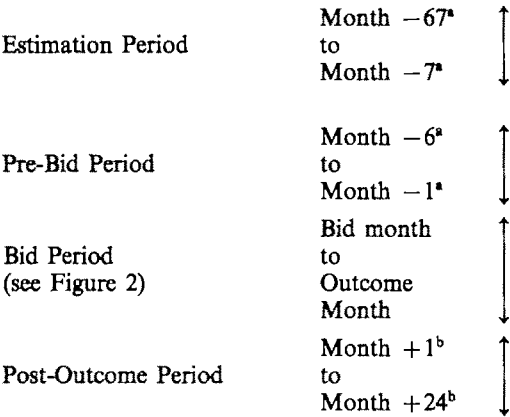 Month −67ᵃ
Estimation Period to
Month −7ᵃ
Month −6ᵃ
Pre-Bid Period to
Month −1ᵃ
Bid month
Bid Period to
(see Figure 2) Outcome
Month
Month +1ᵇ
Post-Outcome Period to
Month +24ᵇ